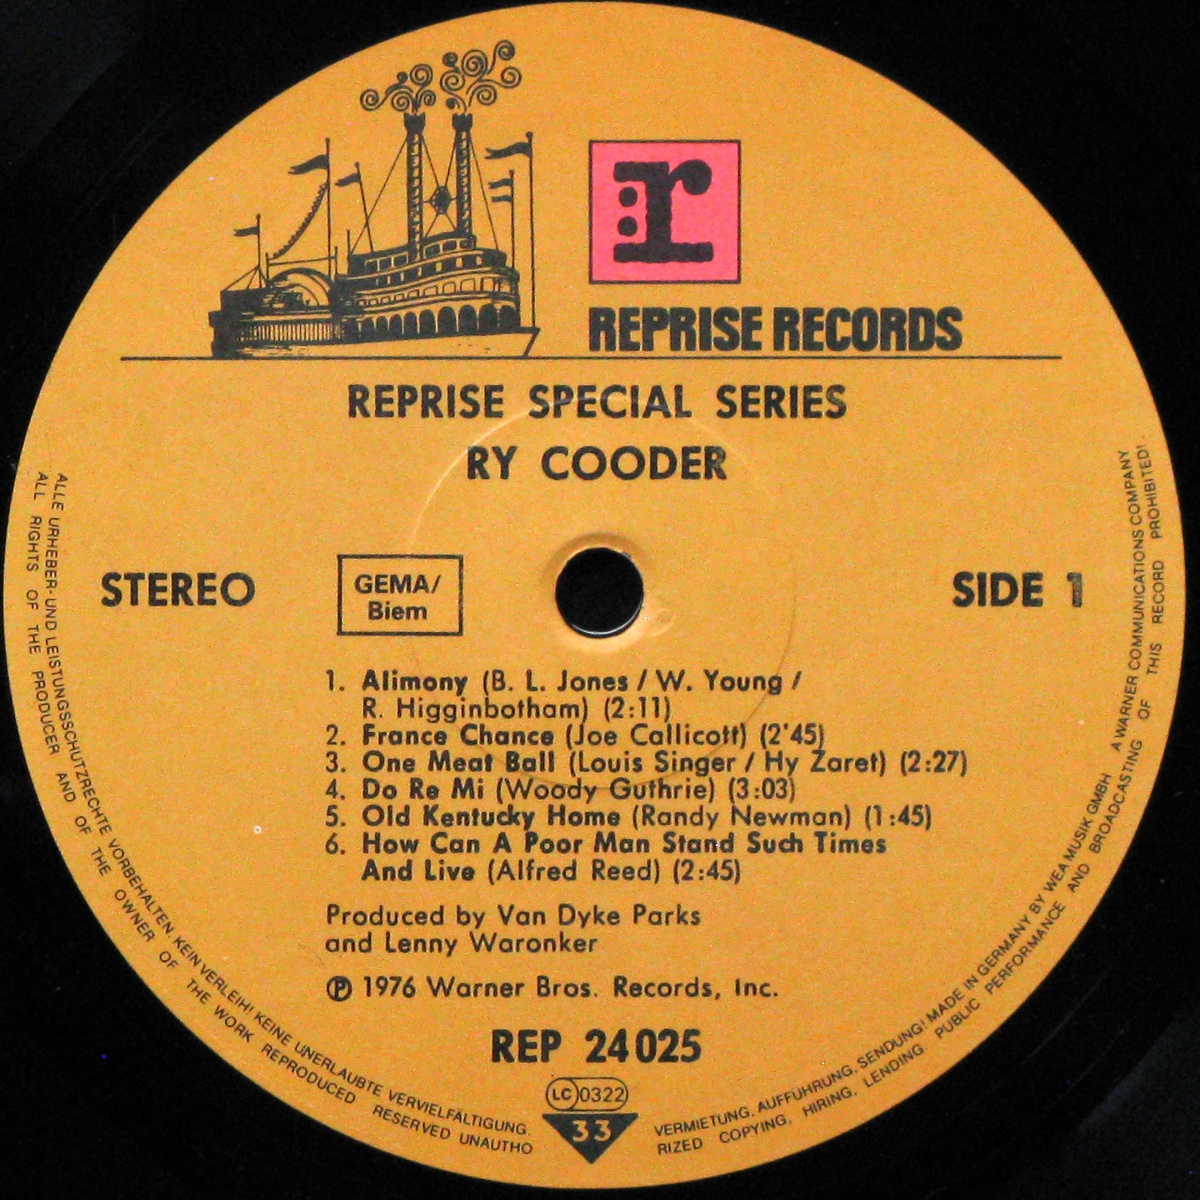 r
REPRISE RECORDS
REPRISE SPECIAL SERIES
RY COODER
STEREO
GEMA/
Biem
SIDE 1
1. Alimony (B. L. Jones / W. Young /
R. Higginbotham) (2:11)
2. France Chance (Joe Callicott) (2'45)
3. One Meat Ball (Louis Singer / Hy Zaret) (2:27)
4. Do Re Mi (Woody Guthrie) (3:03)
5. Old Kentucky Home (Randy Newman) (1:45)
6. How Can A Poor Man Stand Such Times
And Live (Alfred Reed) (2:45)
Produced by Van Dyke Parks
and Lenny Waronker
℗ 1976 Warner Bros. Records, Inc.
REP 24025
LC 0322
33
ALLE URHEBER- UND LEISTUNGSSCHUTZRECHTE VORBEHALTEN. KEIN VERLEIH! KEINE UNERLAUBTE VERVIELFÄLTIGUNG. VERMIETUNG, AUFFÜHRUNG, SENDUNG! MADE IN GERMANY BY WEA MUSIK GMBH A WARNER COMMUNICATIONS COMPANY
ALL RIGHTS OF THE PRODUCER AND OF THE OWNER OF THE WORK REPRODUCED RESERVED UNAUTHORIZED COPYING, HIRING, LENDING, PUBLIC PERFORMANCE AND BROADCASTING OF THIS RECORD PROHIBITED!